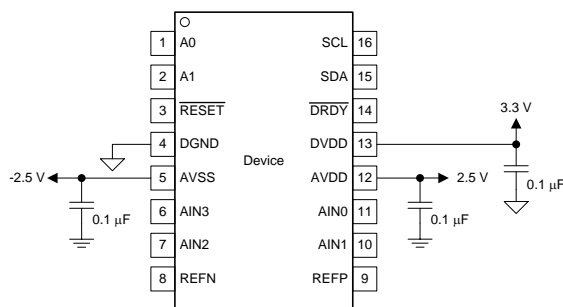 1 A0 SCL 16
2 A1 SDA 15
3 RESET DRDY 14
3.3 V
4 DGND DVDD 13
Device
-2.5 V 5 AVSS AVDD 12 2.5 V
0.1 μF
6 AIN3 AIN0 11
0.1 μF 0.1 μF
7 AIN2 AIN1 10
8 REFN REFP 9